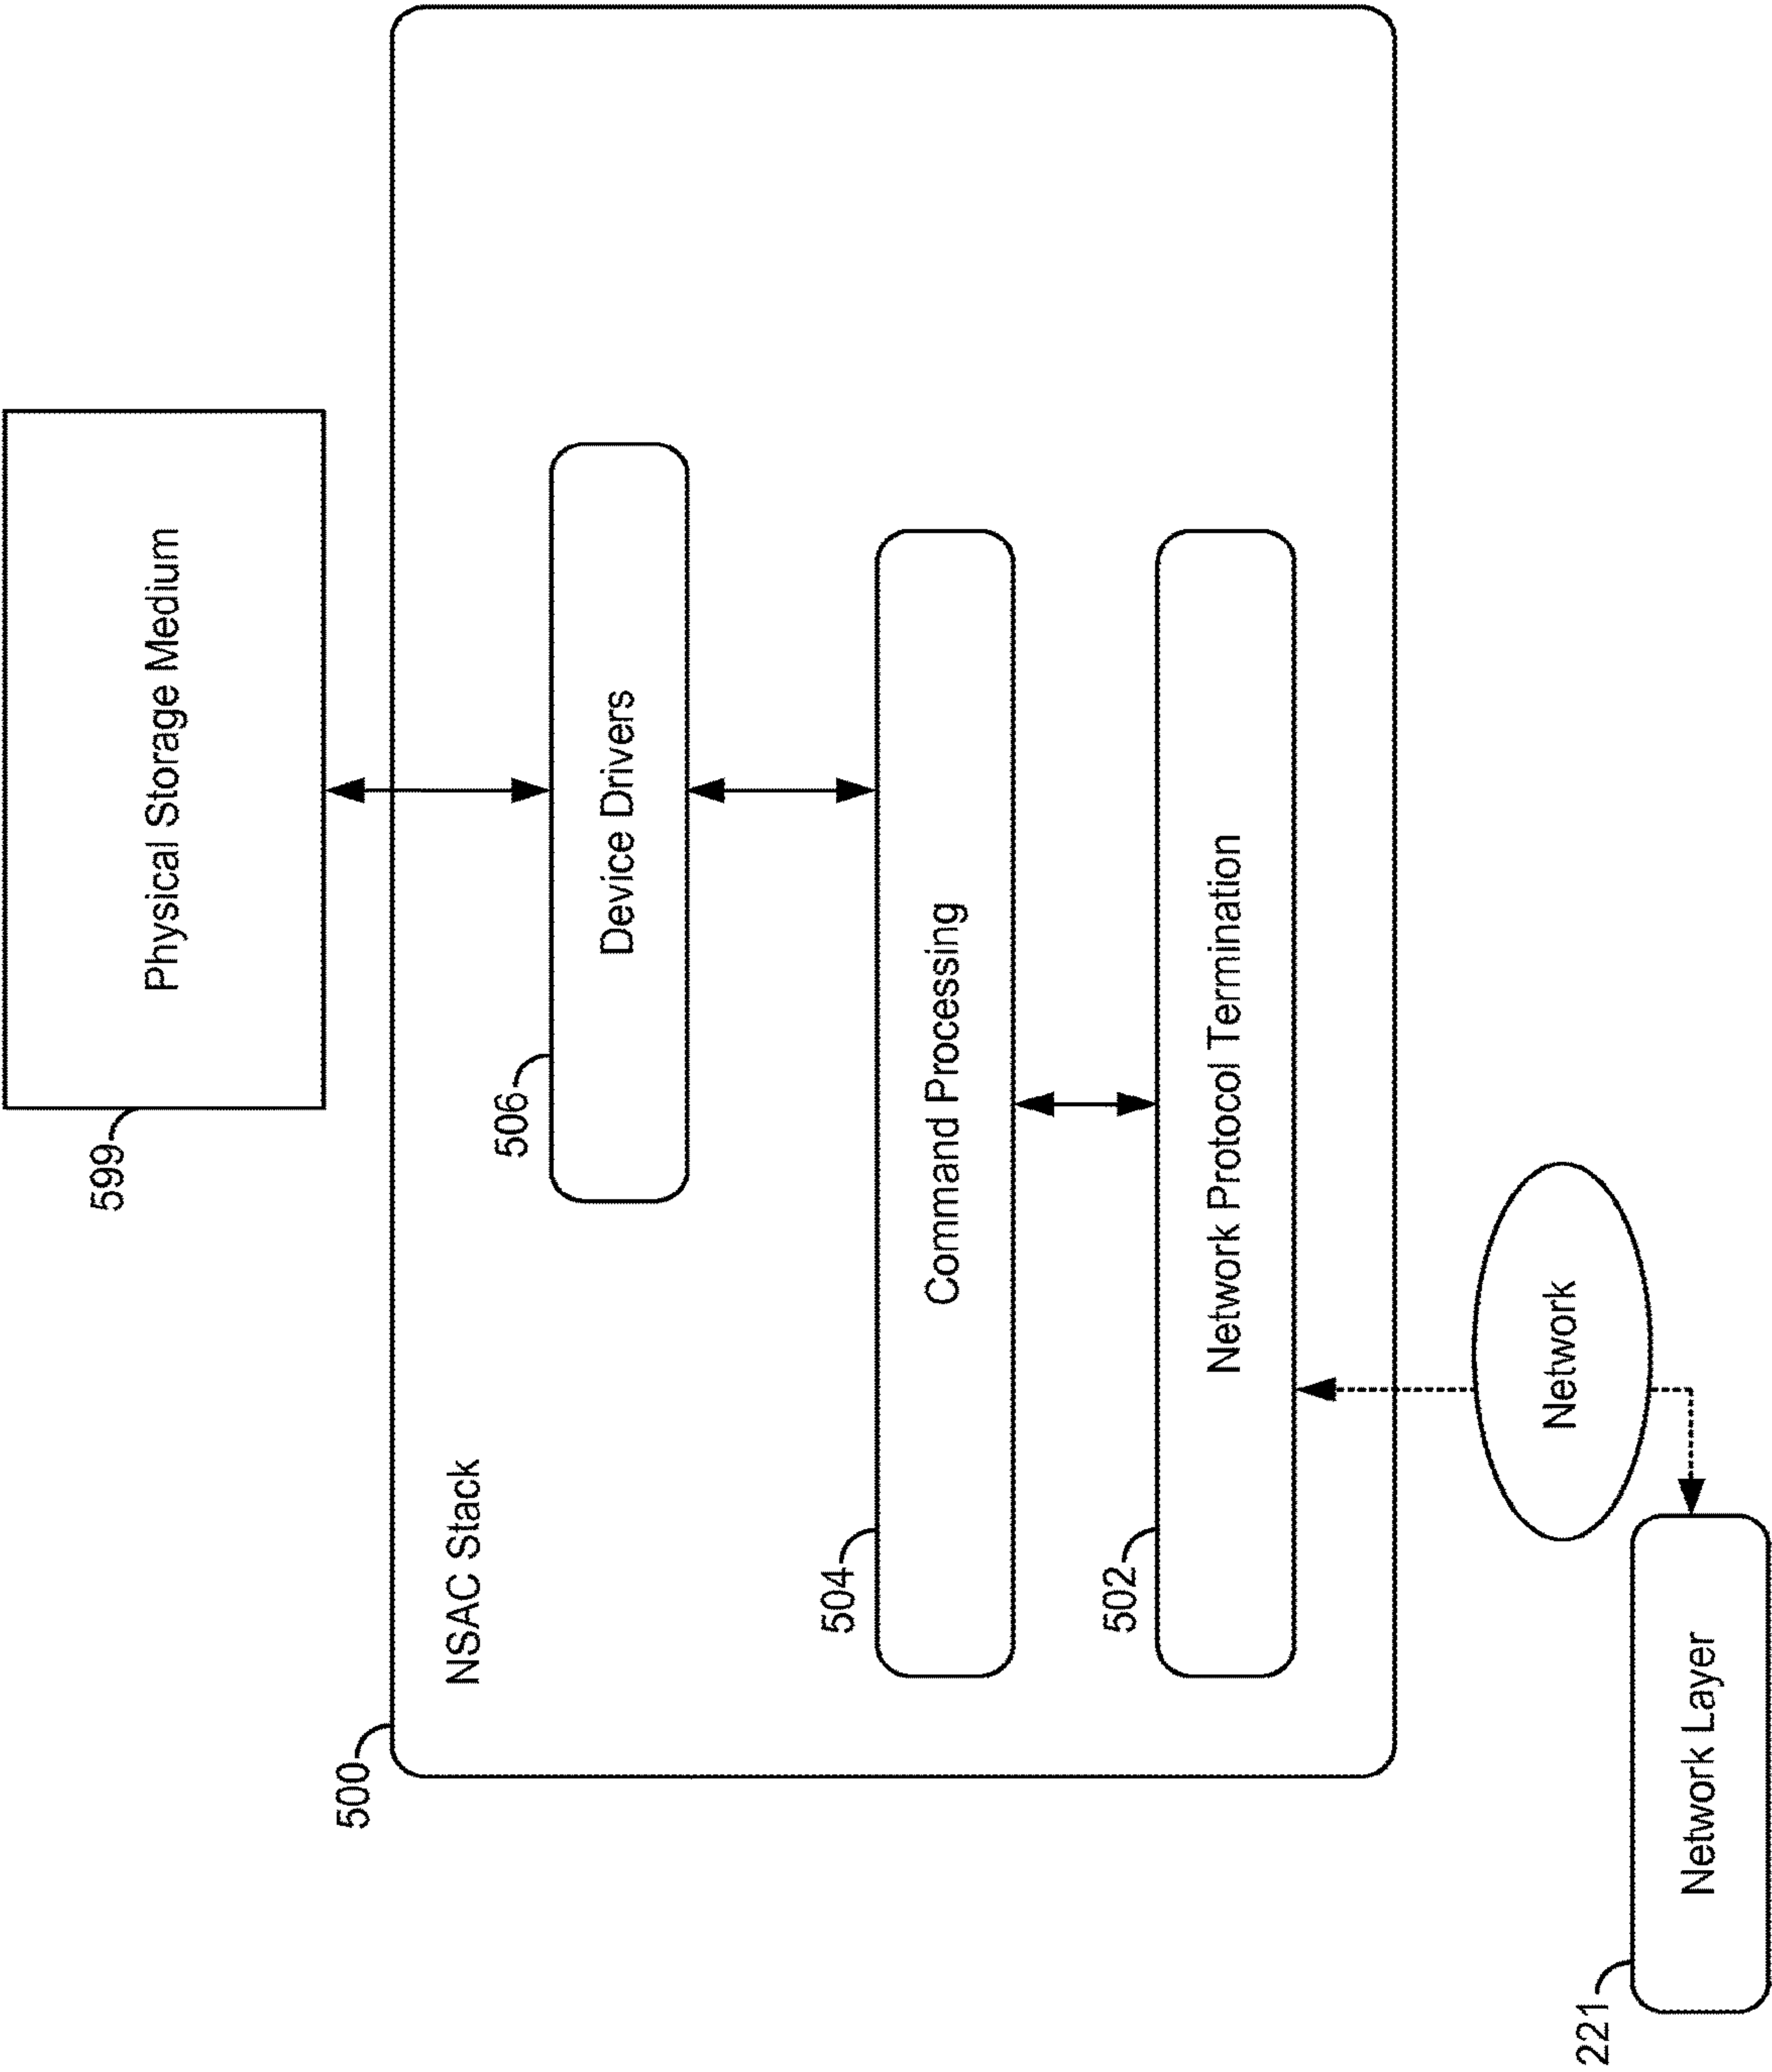 221
Network Layer
Network
500
NSAC Stack
502
Network Protocol Termination
504
Command Processing
506
Device Drivers
599
Physical Storage Medium